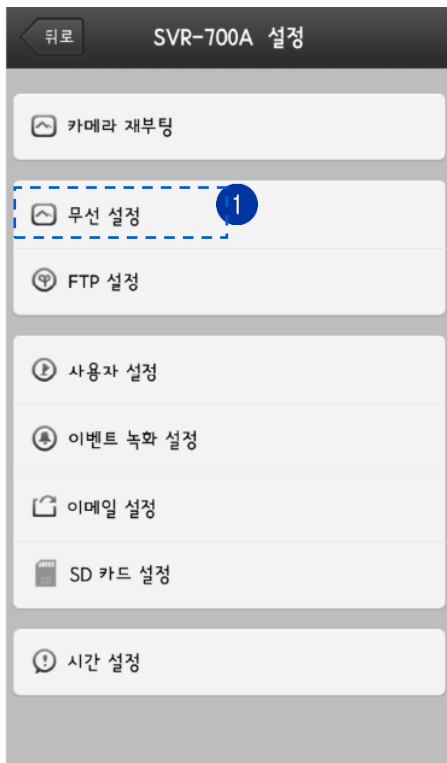 뒤로
SVR-700A 설정
카메라 재부팅
무선 설정
1
FTP 설정
사용자 설정
이벤트 녹화 설정
이메일 설정
SD
SD 카드 설정
시간 설정